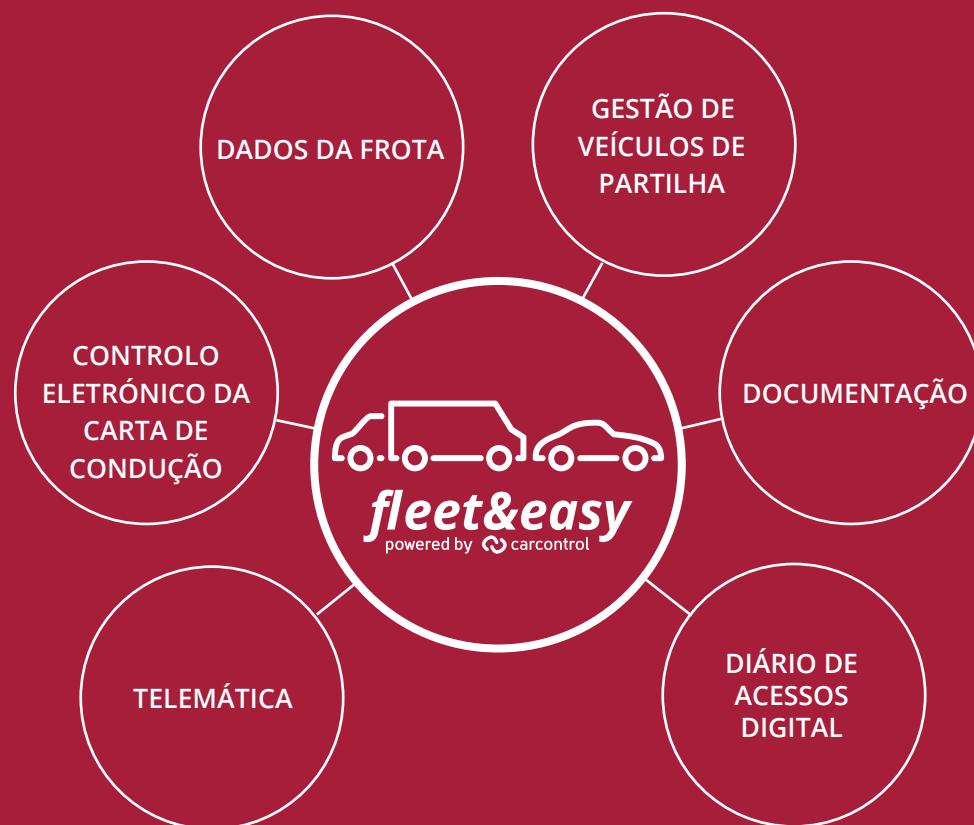 DADOS DA FROTA
GESTÃO DE
VEÍCULOS DE
PARTILHA
CONTROLO
ELETRÓNICO DA
CARTA DE
CONDUÇÃO
DOCUMENTAÇÃO
fleet&easy
powered by carcontrol
TELEMÁTICA
DIÁRIO DE
ACESSOS
DIGITAL